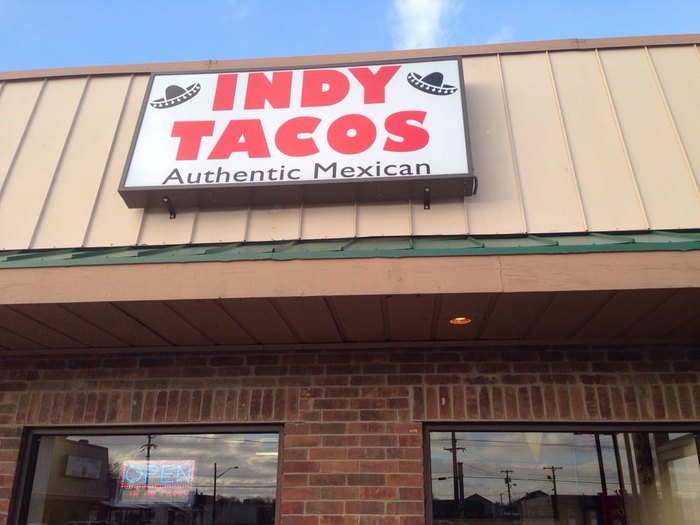 INDY
TACOS
Authentic Mexican
OPEN